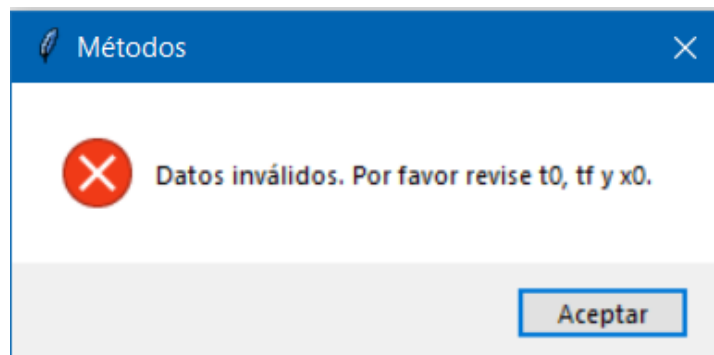 Métodos
Datos inválidos. Por favor revise t0, tf y x0.
Aceptar